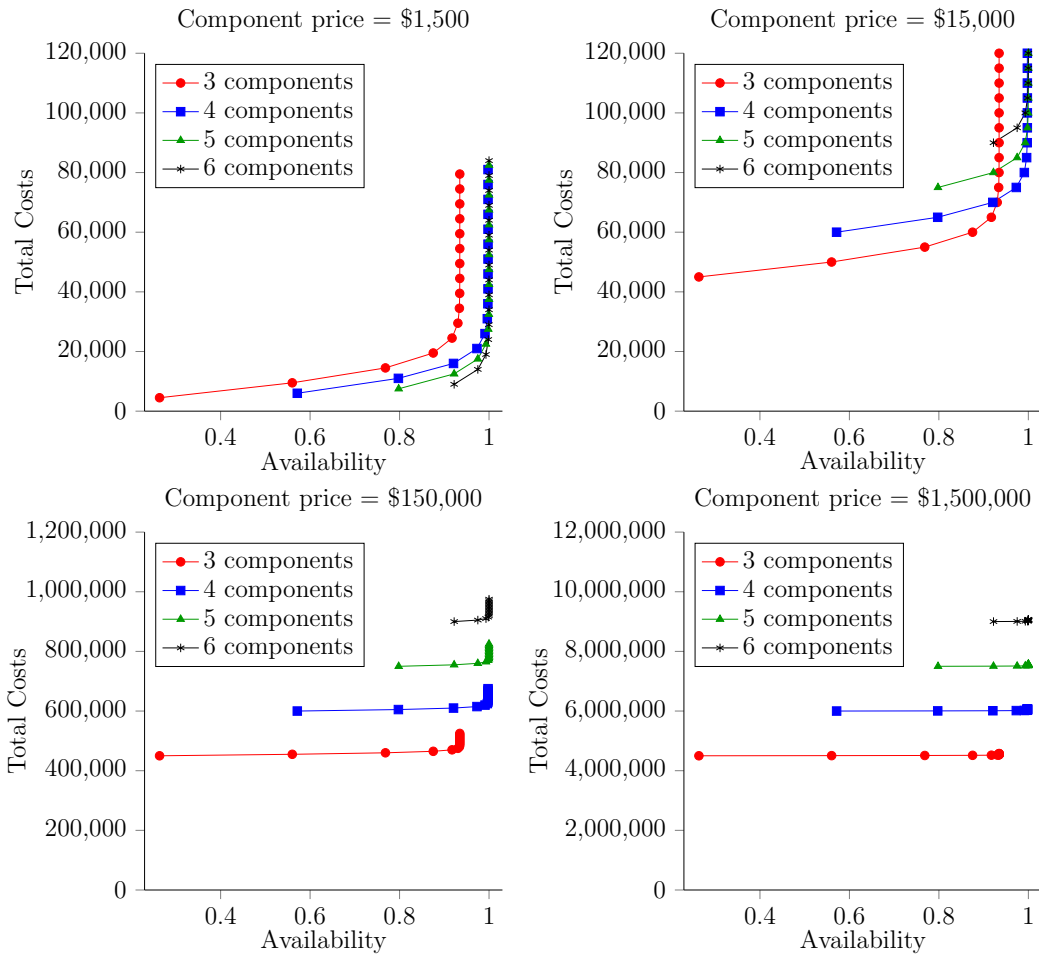 Component price = $1,500
120,000
100,000
80,000
60,000
40,000
20,000
0
Total Costs
3 components
4 components
5 components
6 components
0.4 0.6 0.8 1
Availability
Component price = $15,000
120,000
100,000
80,000
60,000
40,000
20,000
0
Total Costs
3 components
4 components
5 components
6 components
0.4 0.6 0.8 1
Availability
Component price = $150,000
1,200,000
1,000,000
800,000
600,000
400,000
200,000
0
Total Costs
3 components
4 components
5 components
6 components
0.4 0.6 0.8 1
Availability
Component price = $1,500,000
12,000,000
10,000,000
8,000,000
6,000,000
4,000,000
2,000,000
0
Total Costs
3 components
4 components
5 components
6 components
0.4 0.6 0.8 1
Availability